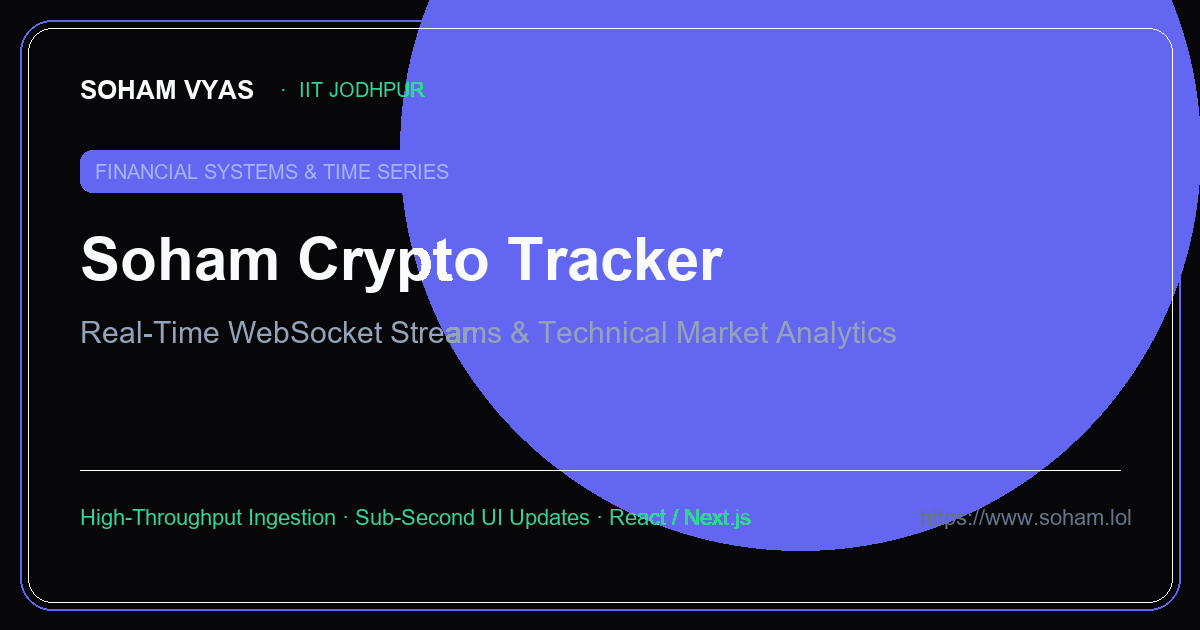 SOHAM VYAS · IIT JODHPUR
FINANCIAL SYSTEMS & TIME SERIES
Soham Crypto Tracker
Real-Time WebSocket Streams & Technical Market Analytics
High-Throughput Ingestion · Sub-Second UI Updates · React / Next.js
https://www.soham.lol